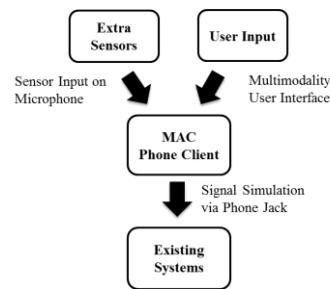 Extra
Sensors
User Input
Sensor Input on
Microphone
Multimodality
User Interface
MAC
Phone Client
Signal Simulation
via Phone Jack
Existing
Systems